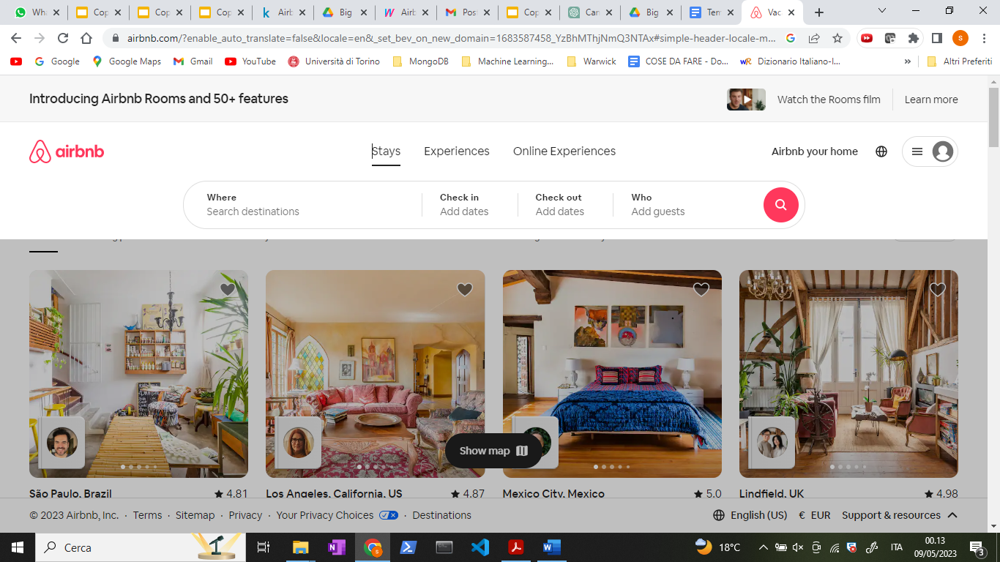 Wha
Cop
Cop
Cop
Airb
Big
Airb
Post
Cop
Can
Big
Tem
Vac
airbnb.com/?enable_auto_translate=false&locale=en&_set_bev_on_new_domain=1683587458_YzBhMThjNmQ3NTAx#simple-header-locale-m...
Google
Google Maps
Gmail
YouTube
Università di Torino
MongoDB
Machine Learning...
Warwick
COSE DA FARE - Do...
Dizionario Italiano-I...
»
Altri Preferiti
Introducing Airbnb Rooms and 50+ features
Watch the Rooms film
Learn more
airbnb
Stays
Experiences
Online Experiences
Airbnb your home
Where
Search destinations
Check in
Add dates
Check out
Add dates
Who
Add guests
Show map
São Paulo, Brazil
4.81
Los Angeles, California, US
4.87
Mexico City, Mexico
5.0
Lindfield, UK
4.98
© 2023 Airbnb, Inc. · Terms · Sitemap · Privacy · Your Privacy Choices · Destinations
English (US)
€ EUR
Support & resources
Cerca
18°C
ITA
00.13
09/05/2023
3